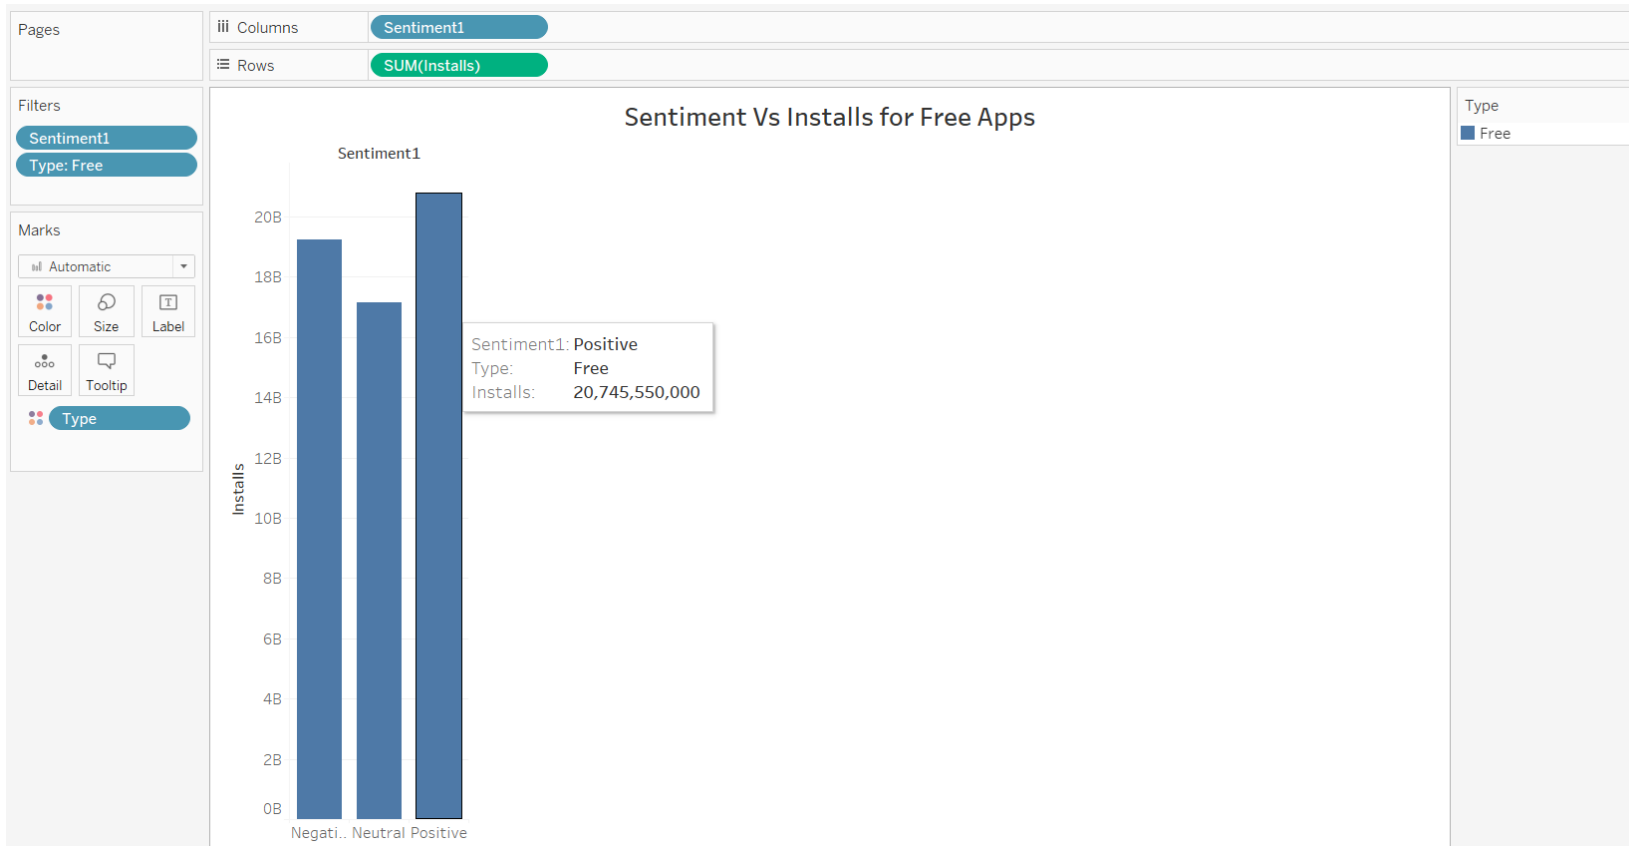 Pages
Columns
Sentiment1
Rows
SUM(Installs)
Filters
Sentiment1
Type: Free
Marks
Automatic
Color
Size
T
Label
Detail
Tooltip
Type
Sentiment Vs Installs for Free Apps
Sentiment1
20B
18B
16B
14B
12B
10B
8B
6B
4B
2B
0B
Installs
Negati.. Neutral Positive
Sentiment1: Positive
Type: Free
Installs: 20,745,550,000
Type
Free